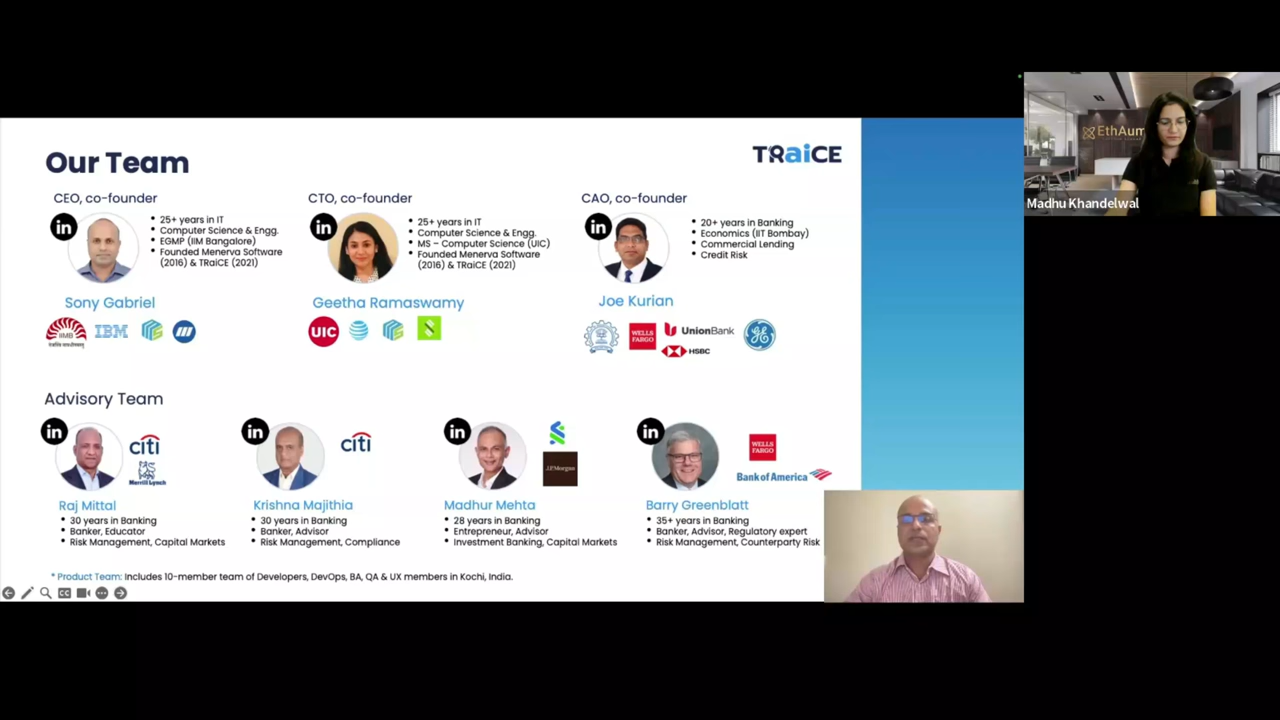 Our Team
TRaiCE
CEO, co-founder
25+ years in IT
Computer Science & Engg.
EGMP (IIM Bangalore)
Founded Menerva Software
(2016) & TRaiCE (2021)
Sony Gabriel
IIMB
IBM
CTO, co-founder
25+ years in IT
Computer Science & Engg.
MS – Computer Science (UIC)
Founded Menerva Software
(2016) & TRaiCE (2021)
Geetha Ramaswamy
UIC
CAO, co-founder
20+ years in Banking
Economics (IIT Bombay)
Commercial Lending
Credit Risk
Joe Kurian
WELLS
FARGO
UnionBank
HSBC
Advisory Team
in
citi
Merrill Lynch
Raj Mittal
30 years in Banking
Banker, Educator
Risk Management, Capital Markets
in
citi
Krishna Majithia
30 years in Banking
Banker, Advisor
Risk Management, Compliance
in
J.P.Morgan
Madhur Mehta
28 years in Banking
Entrepreneur, Advisor
Investment Banking, Capital Markets
in
WELLS
FARGO
Bank of America
Barry Greenblatt
35+ years in Banking
Banker, Advisor, Regulatory expert
Risk Management, Counterparty Risk
* Product Team: Includes 10-member team of Developers, DevOps, BA, QA & UX members in Kochi, India.
CC
EthAum
Madhu Khandelwal